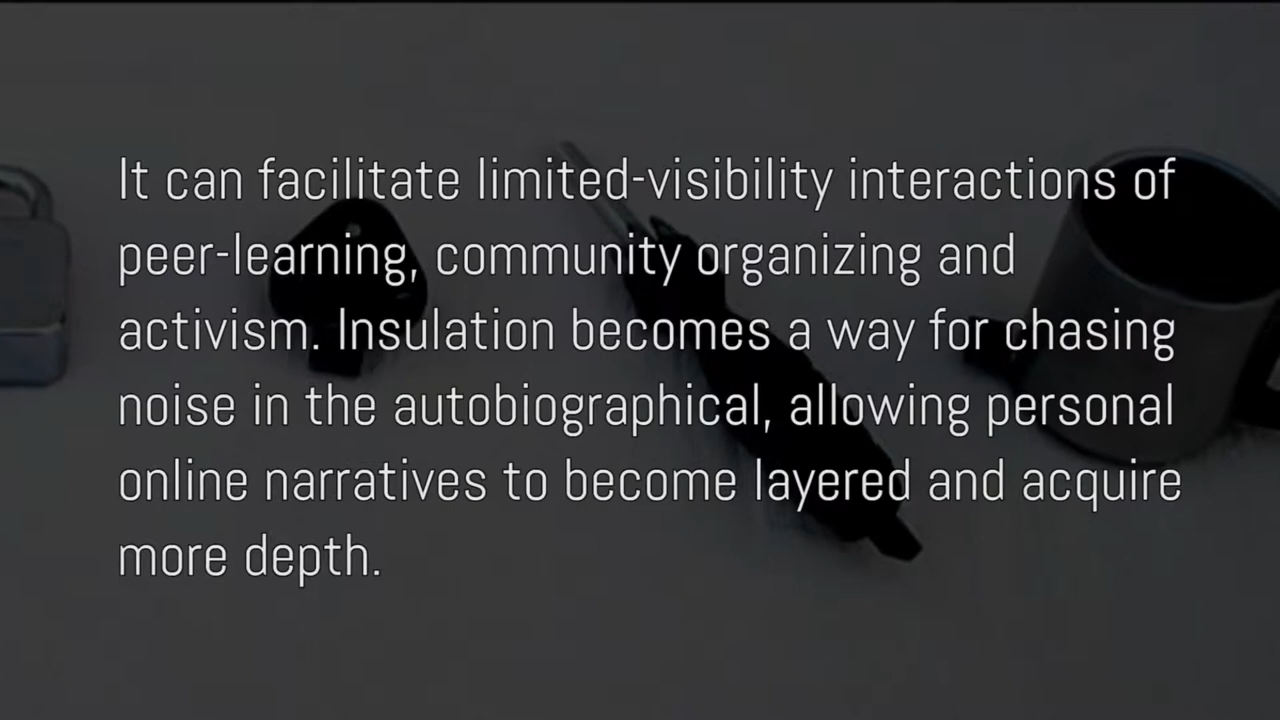 It can facilitate limited-visibility interactions of
peer-learning, community organizing and
activism. Insulation becomes a way for chasing
noise in the autobiographical, allowing personal
online narratives to become layered and acquire
more depth.